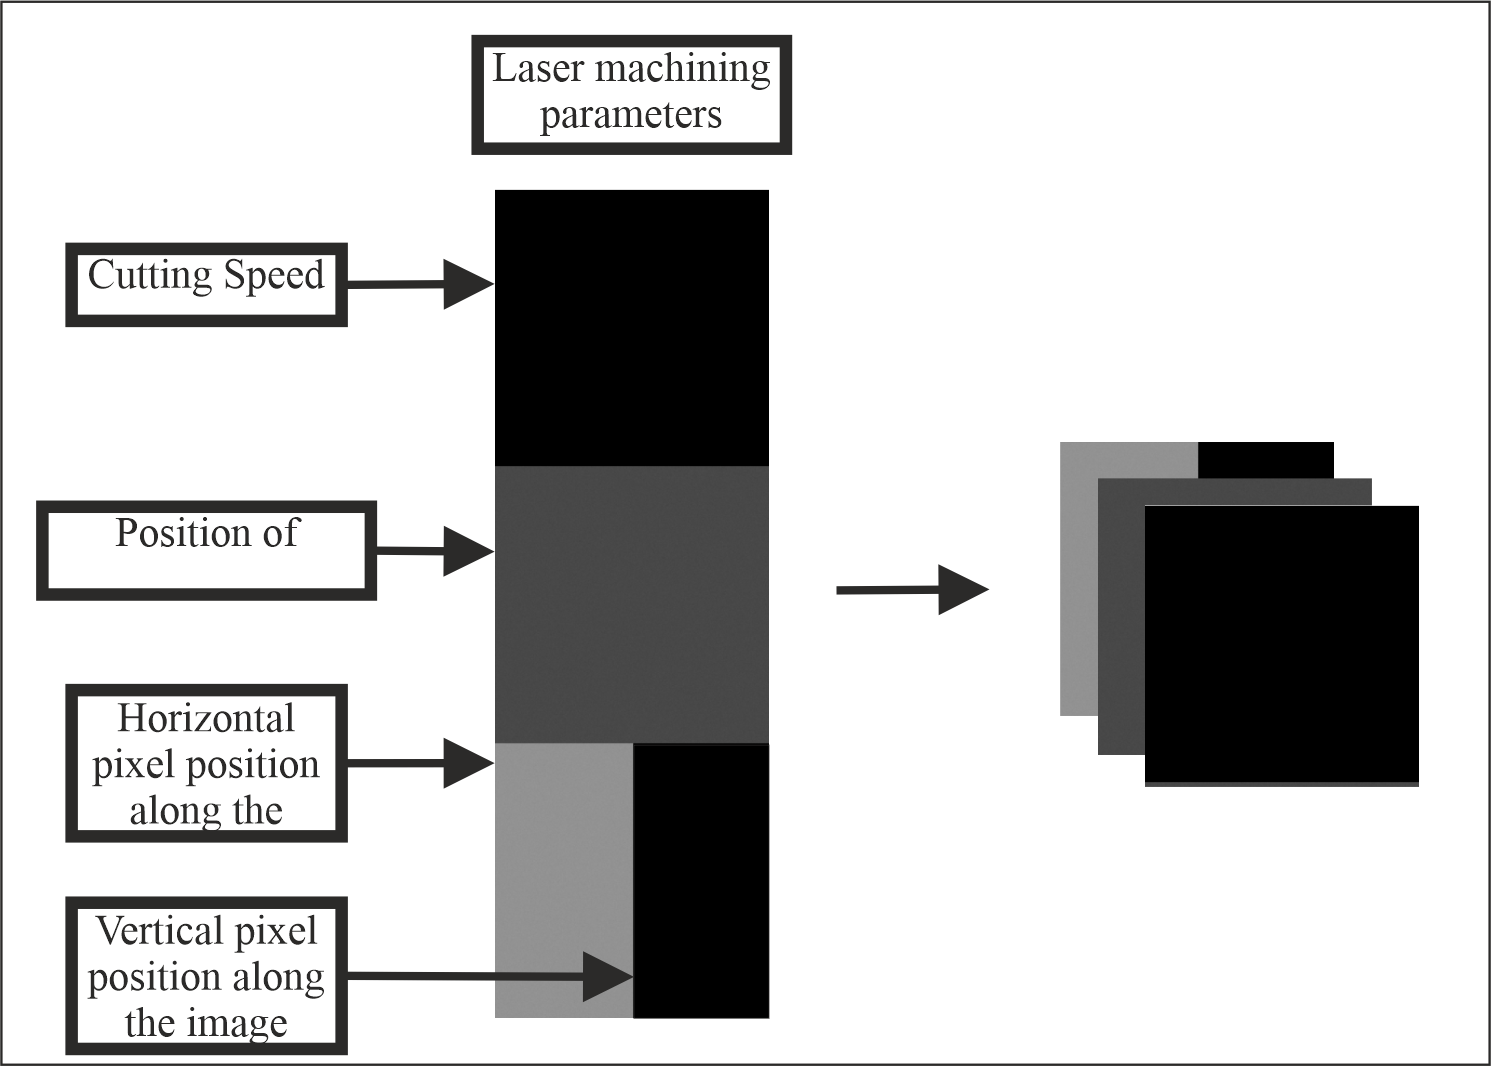 Laser machining
parameters
Cutting Speed
Position of
Horizontal
pixel position
along the
Vertical pixel
position along
the image